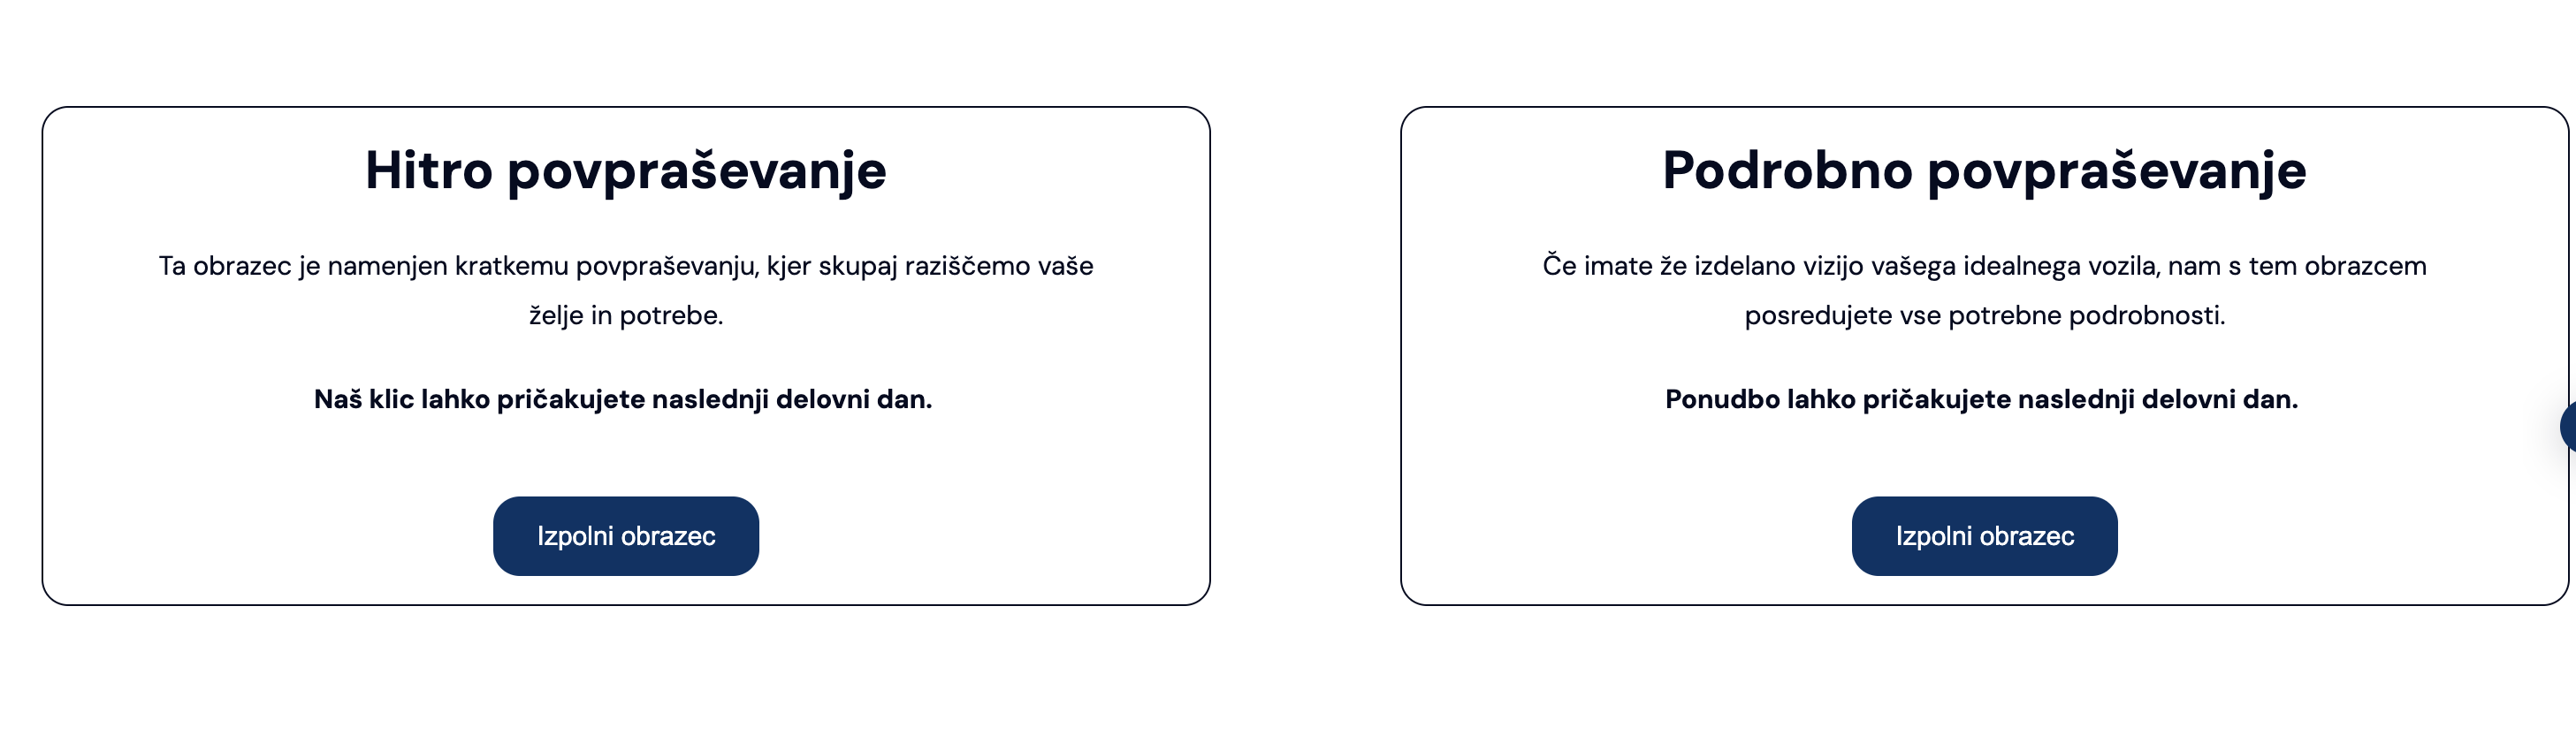 Hitro povpraševanje
Ta obrazec je namenjen kratkemu povpraševanju, kjer skupaj raziščemo vaše
želje in potrebe.
Naš klic lahko pričakujete naslednji delovni dan.
Izpolni obrazec
Podrobno povpraševanje
Če imate že izdelano vizijo vašega idealnega vozila, nam s tem obrazcem
posredujete vse potrebne podrobnosti.
Ponudbo lahko pričakujete naslednji delovni dan.
Izpolni obrazec